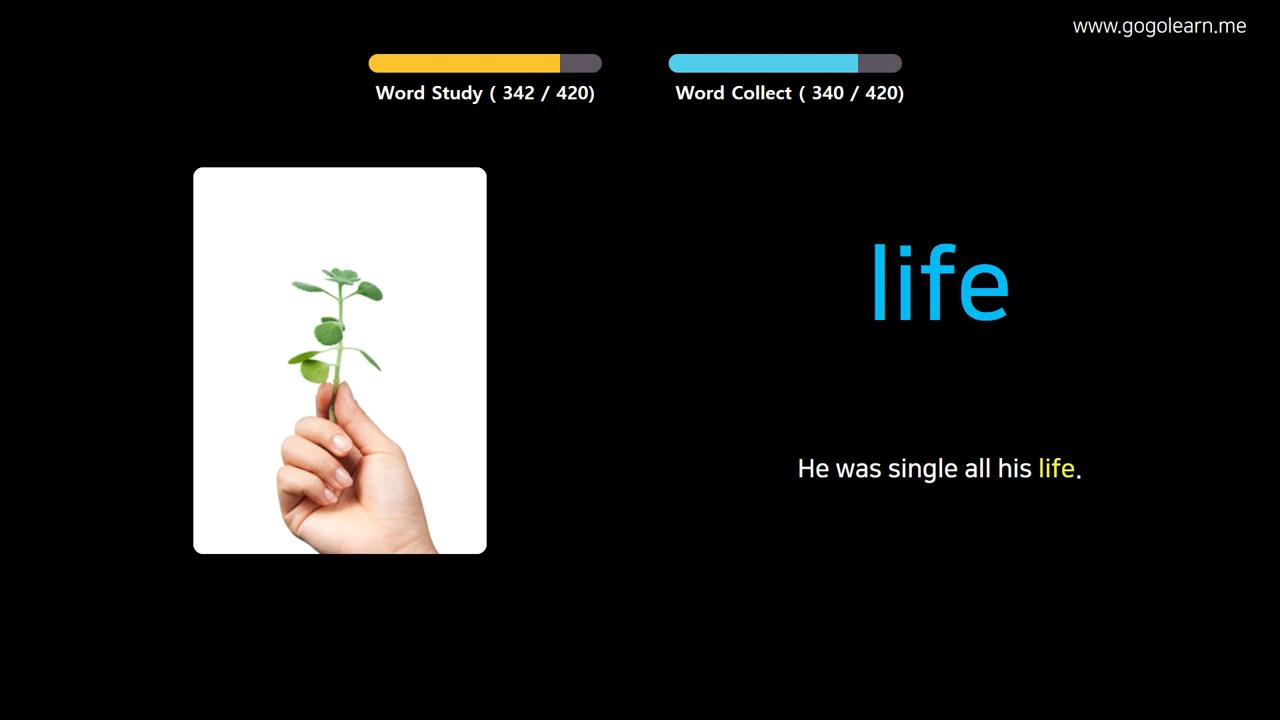 www.gogolearn.me
Word Study ( 342 / 420)
Word Collect ( 340 / 420)
life
He was single all his life.